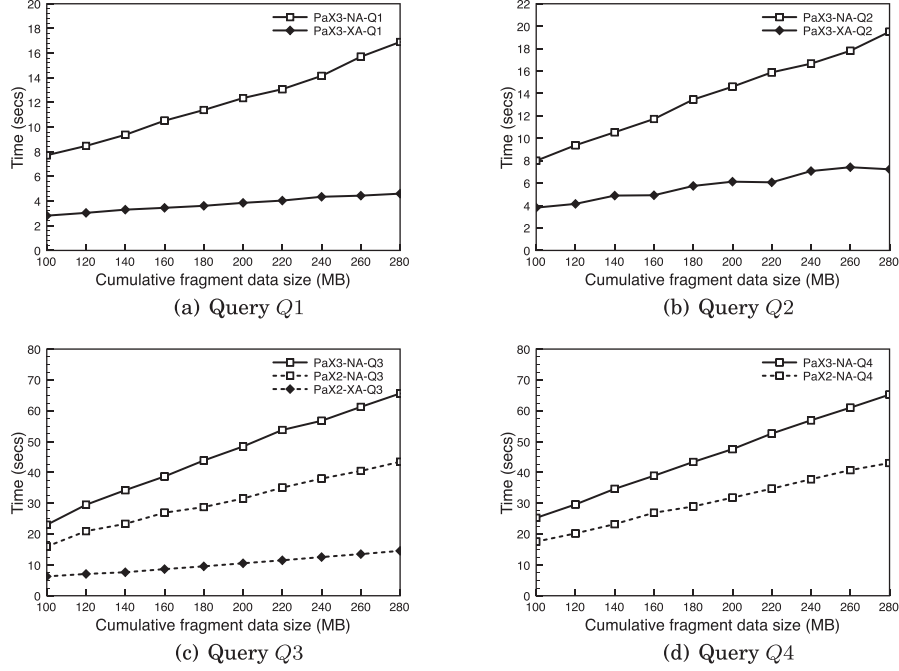 20
18
16
14
12
10
8
6
4
2
0
Time (secs)
PaX3-NA-Q1
PaX3-XA-Q1
100 120 140 160 180 200 220 240 260 280
Cumulative fragment data size (MB)
(a) Query Q1
22
20
18
16
14
12
10
8
6
4
2
0
Time (secs)
PaX3-NA-Q2
PaX3-XA-Q2
100 120 140 160 180 200 220 240 260 280
Cumulative fragment data size (MB)
(b) Query Q2
80
70
60
50
40
30
20
10
0
Time (secs)
PaX3-NA-Q3
PaX2-NA-Q3
PaX2-XA-Q3
100 120 140 160 180 200 220 240 260 280
Cumulative fragment data size (MB)
(c) Query Q3
80
70
60
50
40
30
20
10
0
Time (secs)
PaX3-NA-Q4
PaX2-NA-Q4
100 120 140 160 180 200 220 240 260 280
Cumulative fragment data size (MB)
(d) Query Q4